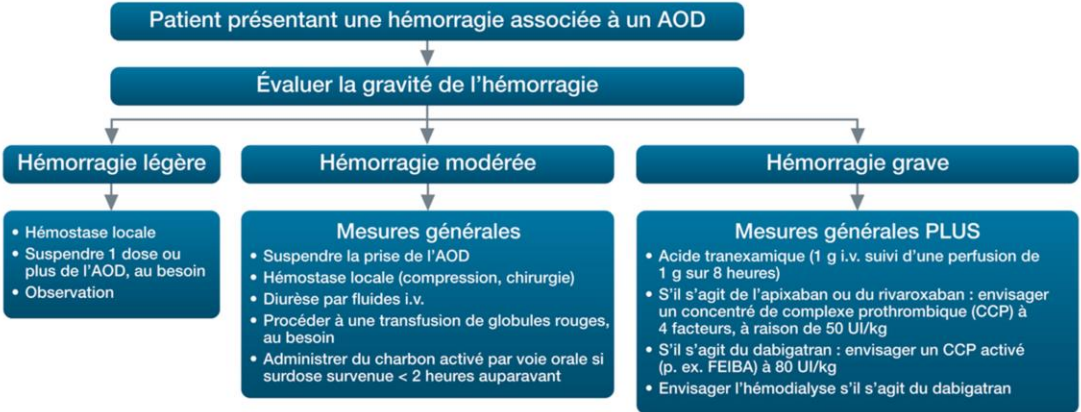 Patient présentant une hémorragie associée à un AOD
Évaluer la gravité de l'hémorragie
Hémorragie légère
• Hémostase locale
• Suspendre 1 dose ou
plus de l'AOD, au besoin
• Observation
Hémorragie modérée
Mesures générales
• Suspendre la prise de l'AOD
• Hémostase locale (compression, chirurgie)
• Diurèse par fluides i.v.
• Procéder à une transfusion de globules rouges,
au besoin
• Administrer du charbon activé par voie orale si
surdose survenue < 2 heures auparavant
Hémorragie grave
Mesures générales PLUS
• Acide tranexamique (1 g i.v. suivi d'une perfusion de
1 g sur 8 heures)
• S'il s'agit de l'apixaban ou du rivaroxaban : envisager
un concentré de complexe prothrombique (CCP) à
4 facteurs, à raison de 50 UI/kg
• S'il s'agit du dabigatran : envisager un CCP activé
(p. ex. FEIBA) à 80 UI/kg
• Envisager l'hémodialyse s'il s'agit du dabigatran